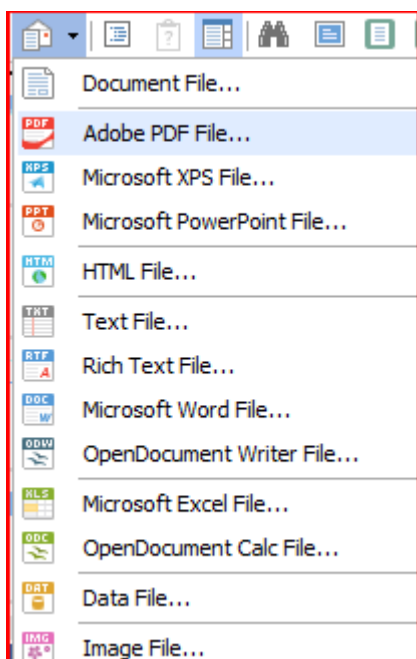 Document File...
PDF
Adobe PDF File...
XPS
Microsoft XPS File...
PPT
Microsoft PowerPoint File...
HTM
HTML File...
TXT
Text File...
RTF
A
Rich Text File...
DOC
W
Microsoft Word File...
ODW
OpenDocument Writer File...
XLS
Microsoft Excel File...
ODC
OpenDocument Calc File...
DAT
Data File...
IMG
Image File...